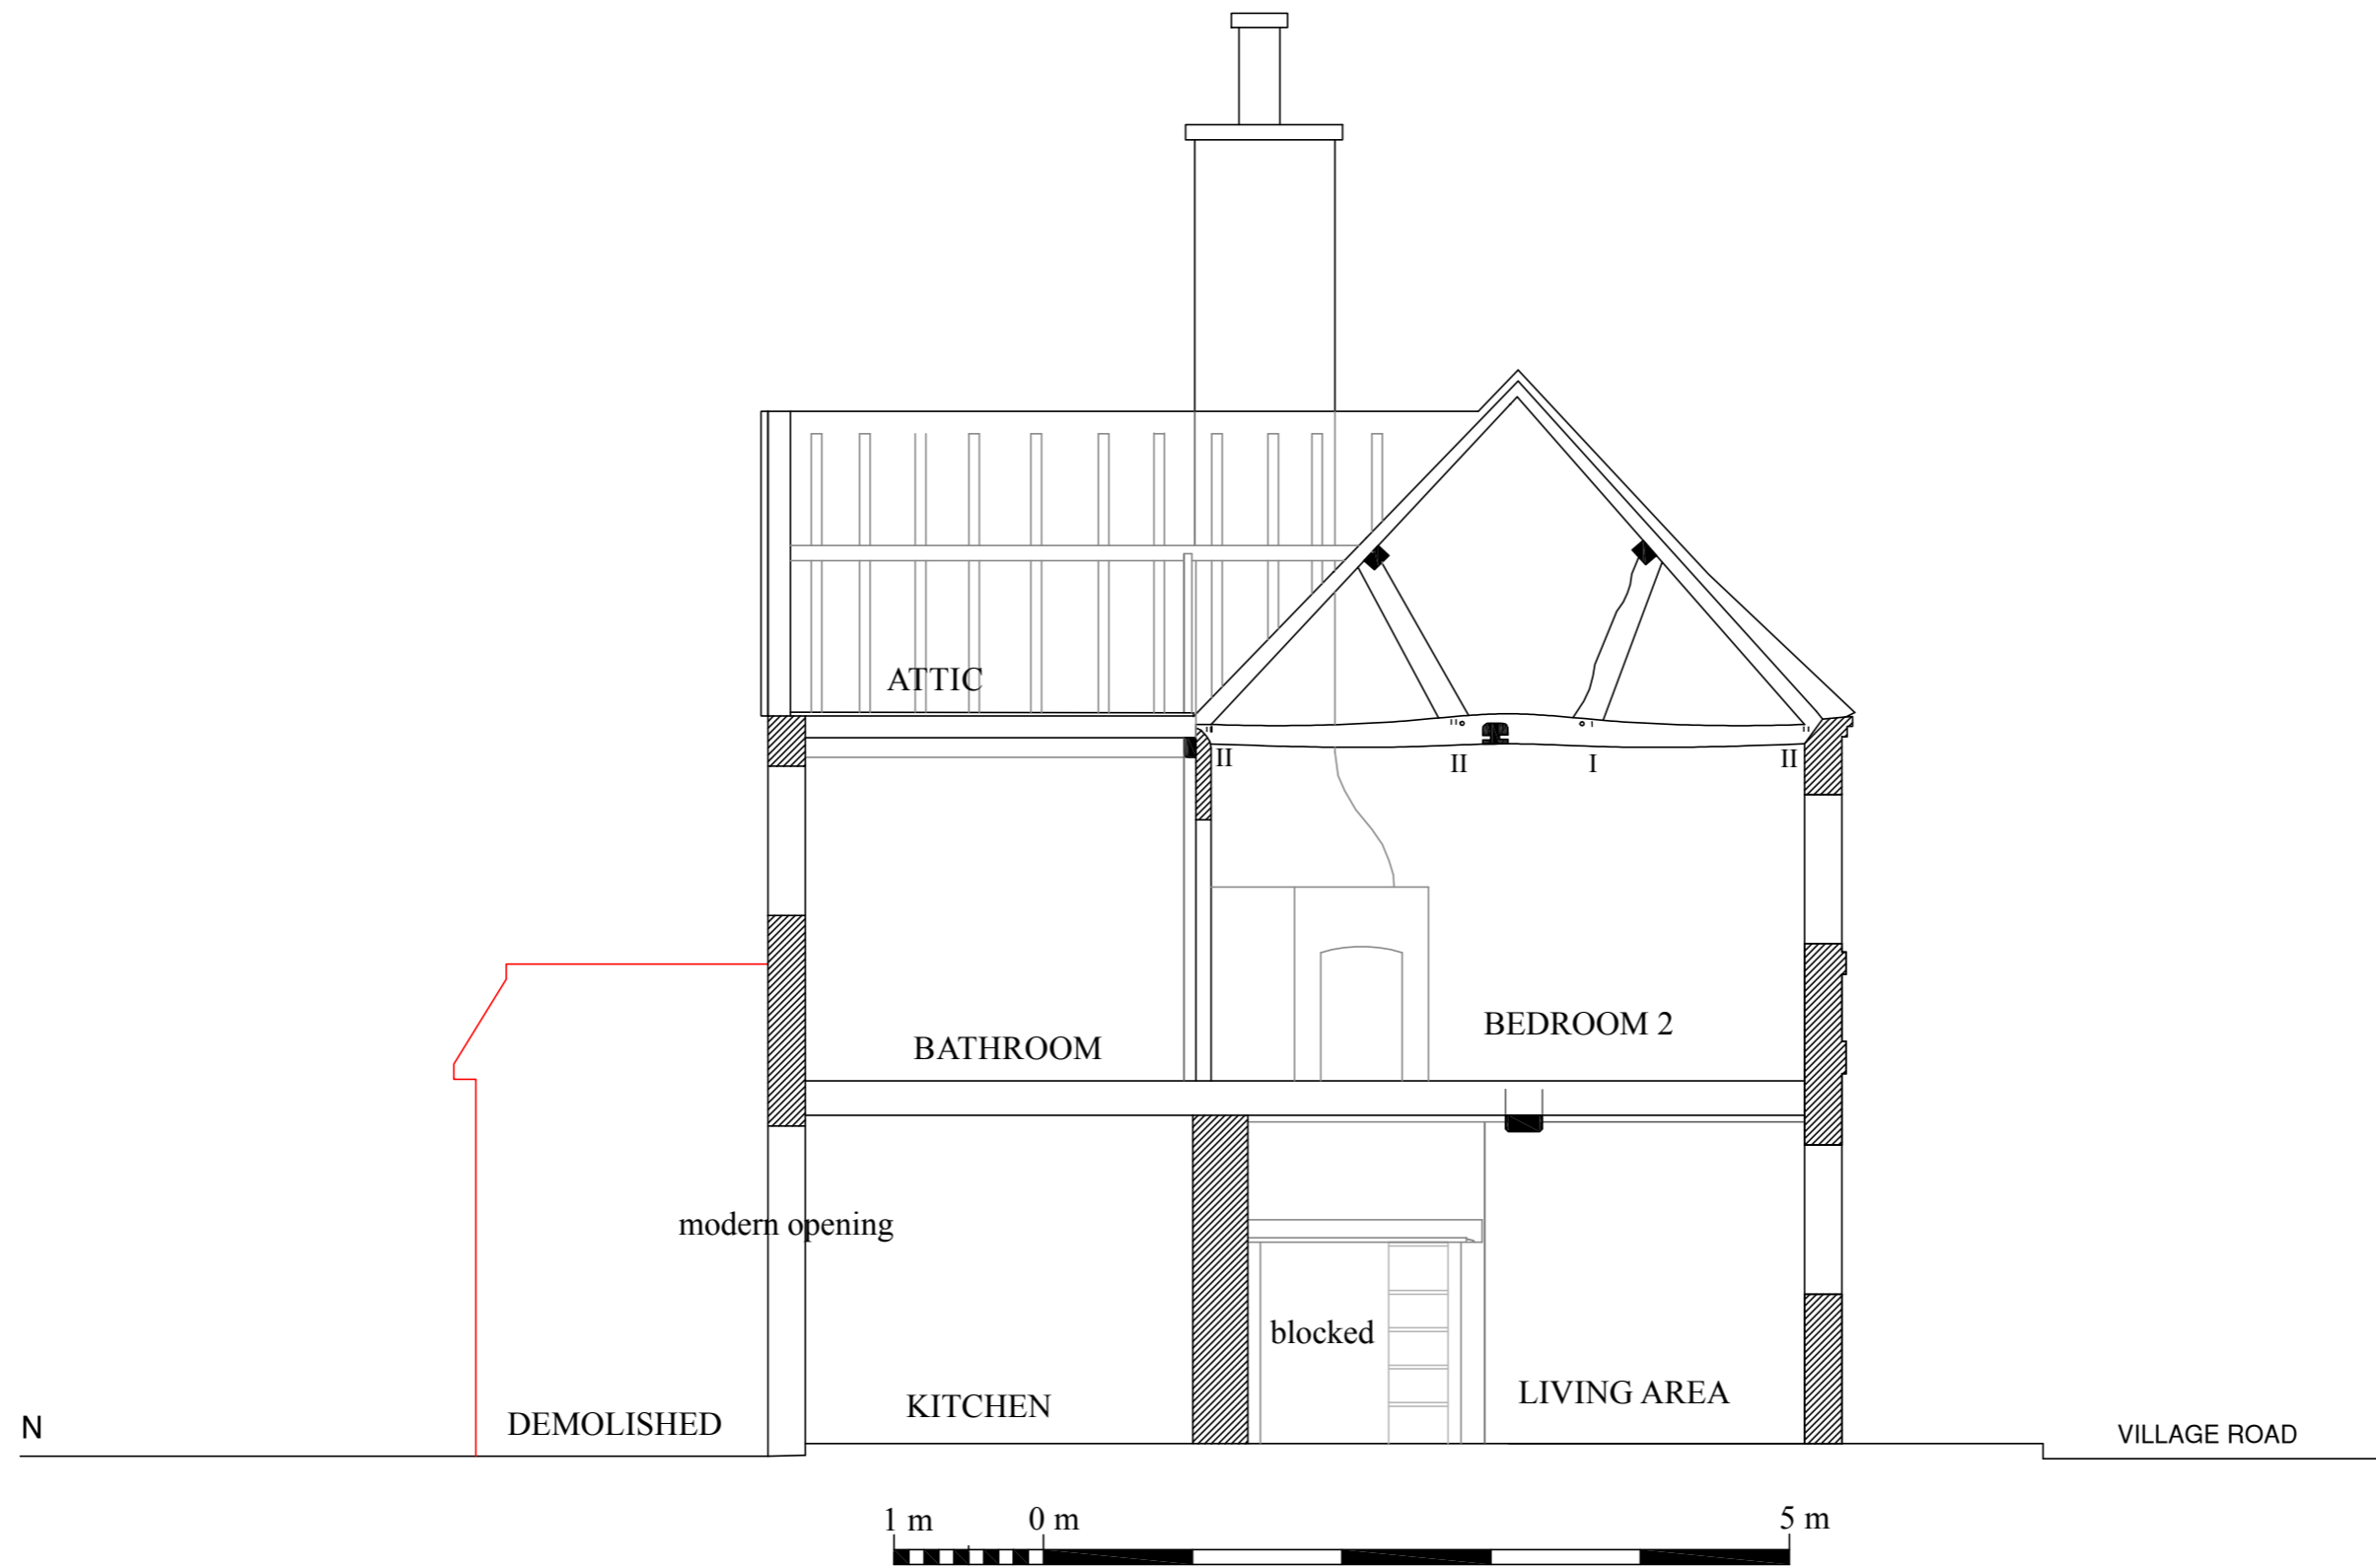 ATTIC
II
II
I
II
BATHROOM
BEDROOM 2
modern opening
blocked
KITCHEN
LIVING AREA
N
DEMOLISHED
VILLAGE ROAD
1 m
0 m
5 m